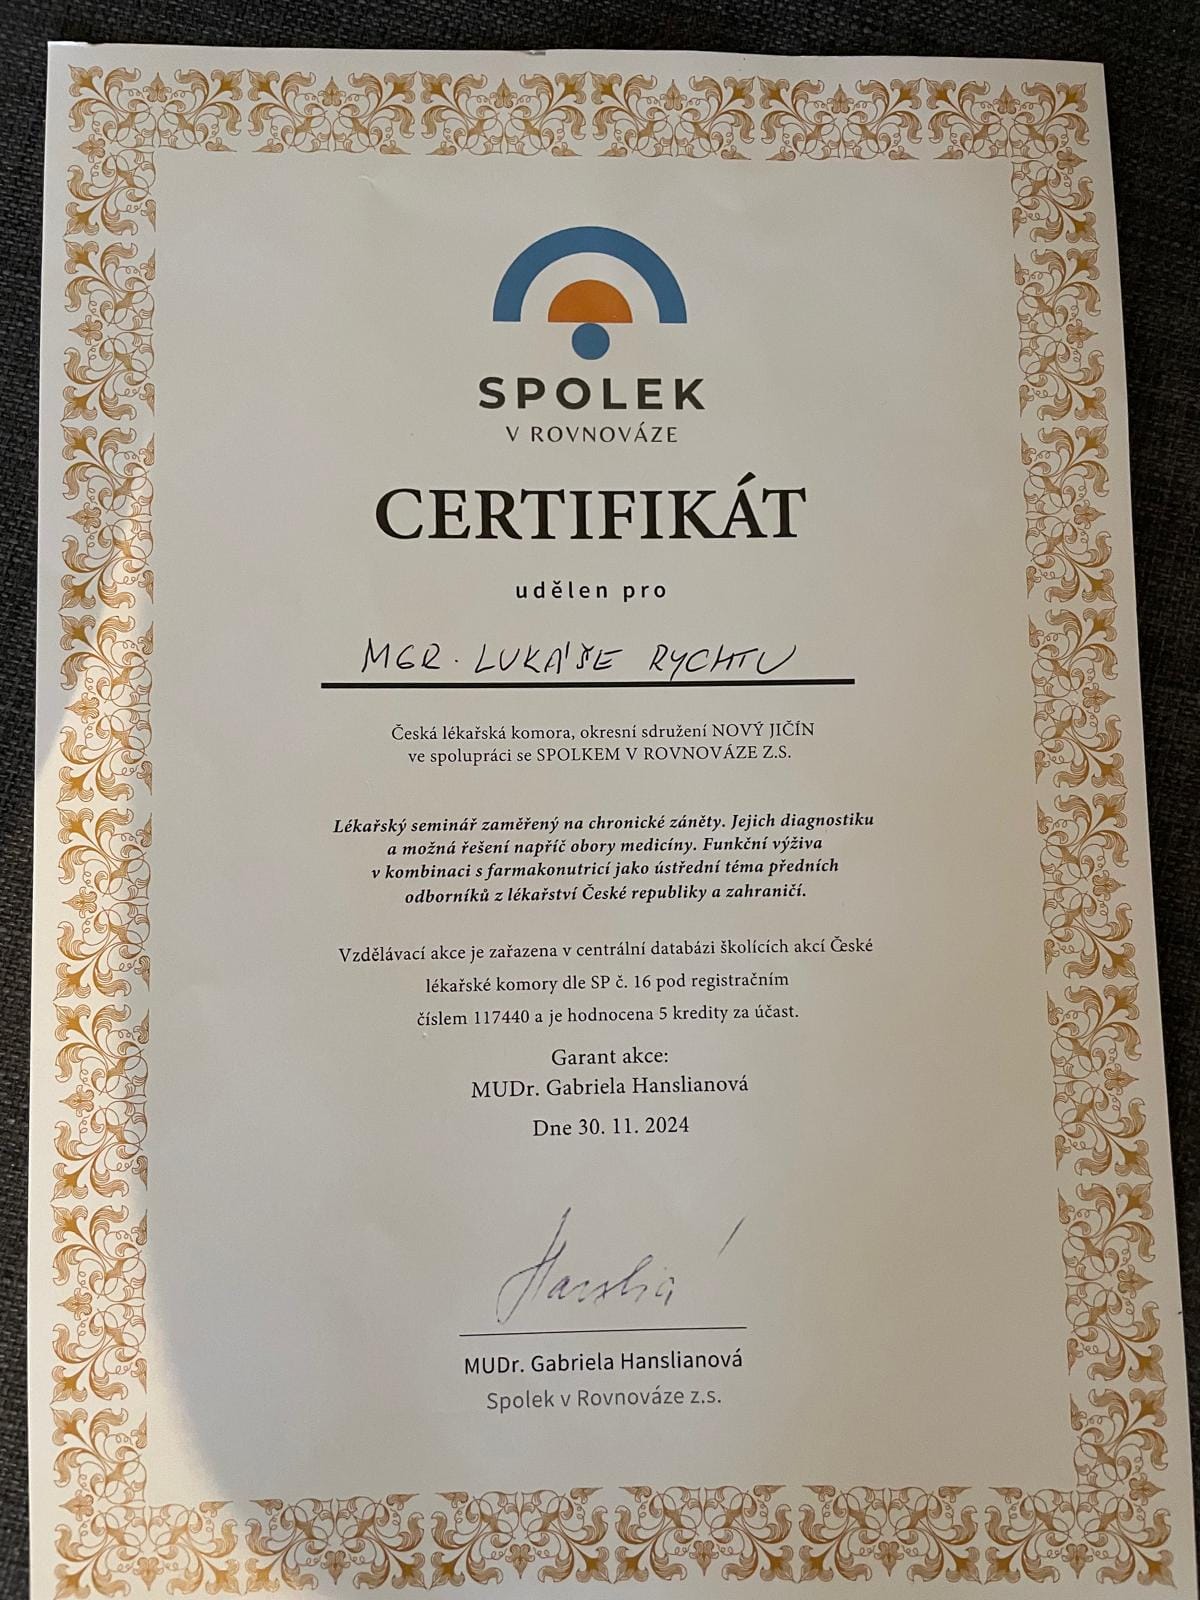 SPOLEK
V ROVNOVÁZE
CERTIFIKÁT
udělen pro
MGR. LUKÁŠE RYCHTU
Česká lékařská komora, okresní sdružení NOVÝ JIČÍN
ve spolupráci se SPOLKEM V ROVNOVÁZE Z.S.
Lékařský seminář zaměřený na chronické záněty. Jejich diagnostiku
a možná řešení napříč obory medicíny. Funkční výživa
v kombinaci s farmakonutricí jako ústřední téma předních
odborníků z lékařství České republiky a zahraničí.
Vzdělávací akce je zařazena v centrální databázi školících akcí České
lékařské komory dle SP č. 16 pod registračním
číslem 117440 a je hodnocena 5 kredity za účast.
Garant akce:
MUDr. Gabriela Hanslianová
Dne 30. 11. 2024
MUDr. Gabriela Hanslianová
Spolek v Rovnováze z.s.